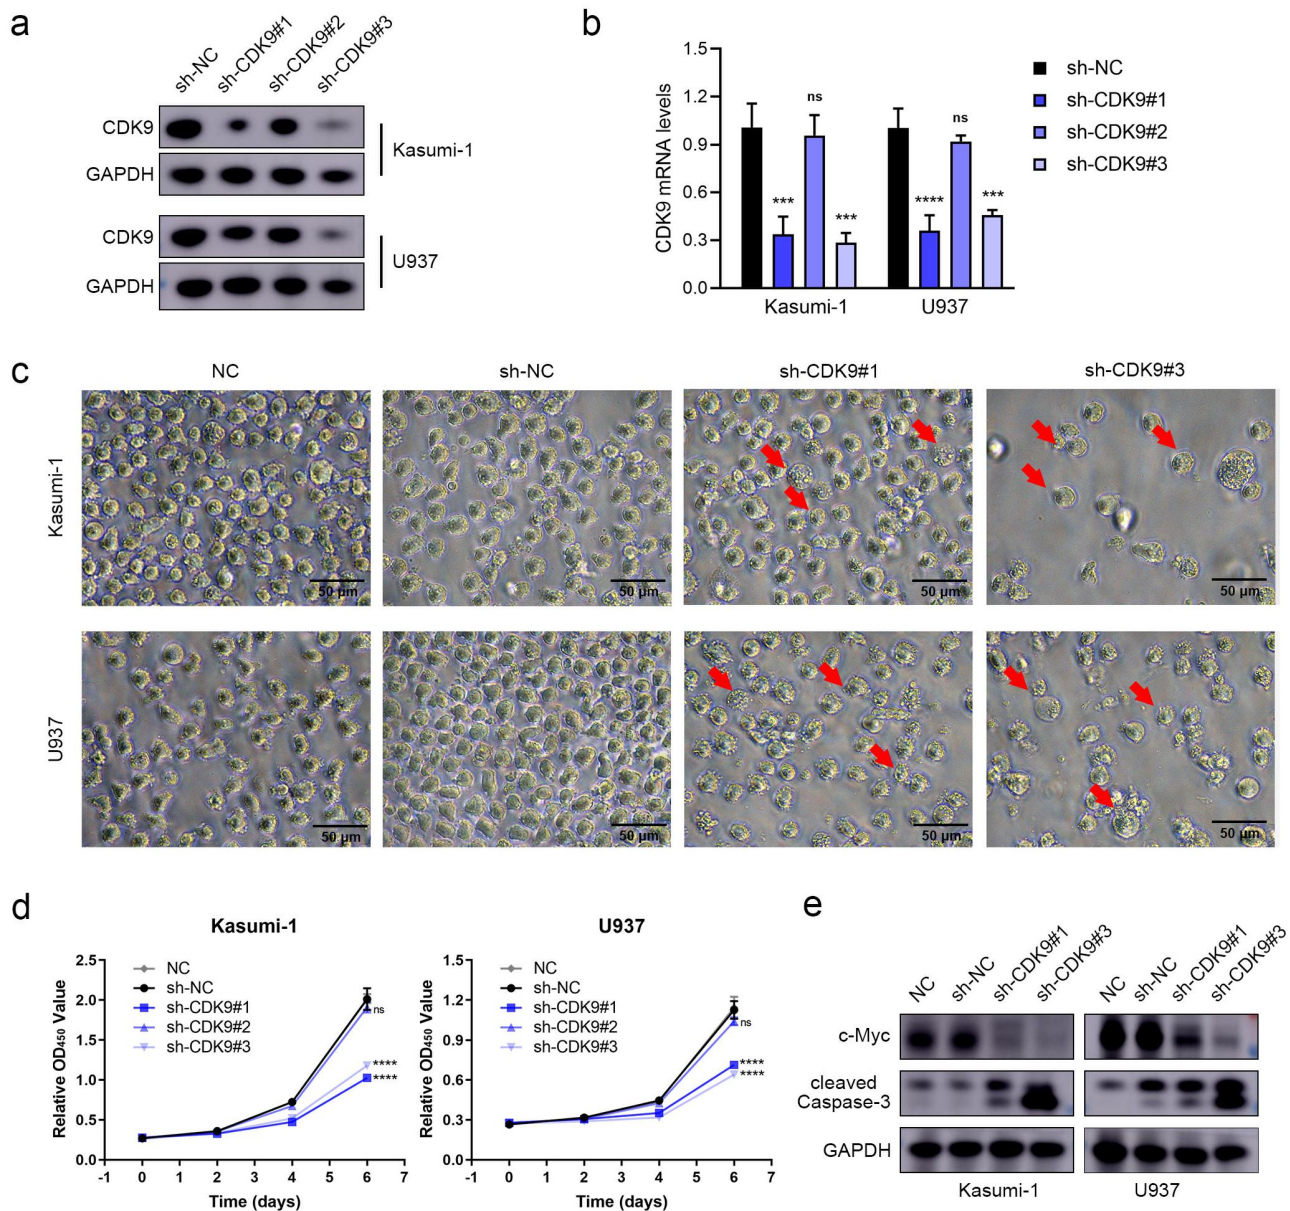 a
sh-NC
sh-CDK9#1
sh-CDK9#2
sh-CDK9#3
CDK9
GAPDH
Kasumi-1
CDK9
GAPDH
U937
b
CDK9 mRNA levels
1.5
1.2
0.9
0.6
0.3
0.0
***
ns
***
****
ns
***
Kasumi-1
U937
sh-NC
sh-CDK9#1
sh-CDK9#2
sh-CDK9#3
c
NC
sh-NC
sh-CDK9#1
sh-CDK9#3
Kasumi-1
50 μm
50 μm
50 μm
50 μm
U937
50 μm
50 μm
50 μm
50 μm
d
Kasumi-1
Relative OD₄₅₀ Value
2.5
2.0
1.5
1.0
0.5
0.0
NC
sh-NC
sh-CDK9#1
sh-CDK9#2
sh-CDK9#3
ns
****
****
-1 0 1 2 3 4 5 6 7
Time (days)
U937
Relative OD₄₅₀ Value
1.5
1.2
0.9
0.6
0.3
0.0
NC
sh-NC
sh-CDK9#1
sh-CDK9#2
sh-CDK9#3
ns
****
****
-1 0 1 2 3 4 5 6 7
Time (days)
e
NC
sh-NC
sh-CDK9#1
sh-CDK9#3
NC
sh-NC
sh-CDK9#1
sh-CDK9#3
c-Myc
cleaved
Caspase-3
GAPDH
Kasumi-1
U937